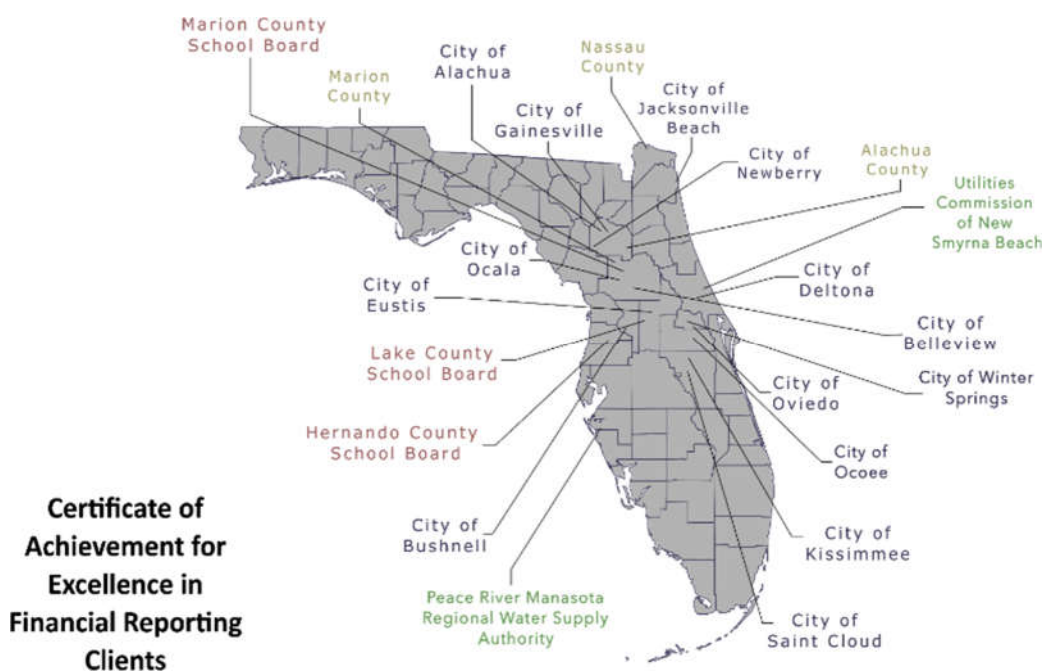 Marion County
School Board
Marion
County
City of
Alachua
City of
Gainesville
Nassau
County
City of
Jacksonville
Beach
City of
Newberry
Alachua
County
Utilities
Commission
of New
Smyrna Beach
City of
Ocala
City of
Deltona
City of
Eustis
City of
Belleview
Lake County
School Board
City of
Oviedo
City of Winter
Springs
Hernando County
School Board
City of
Ocoee
City of
Bushnell
City of
Kissimmee
Peace River Manasota
Regional Water Supply
Authority
City of
Saint Cloud
Certificate of
Achievement for
Excellence in
Financial Reporting
Clients